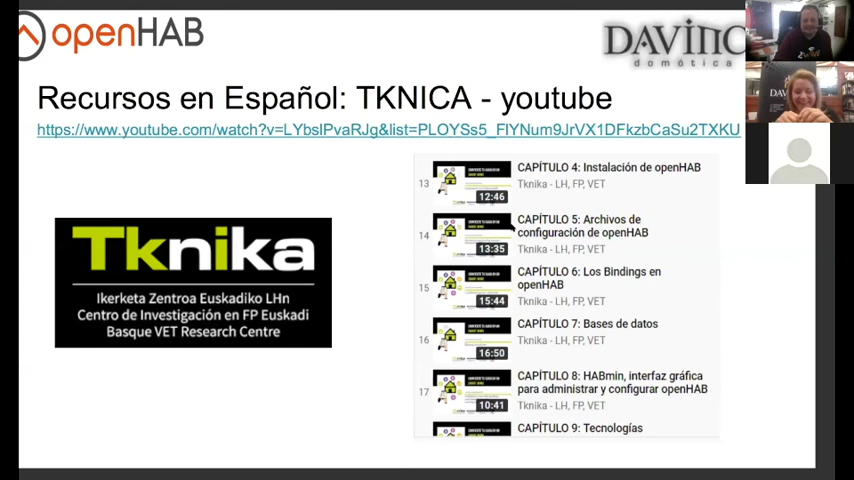 openHAB
DAVINC
domótica
Recursos en Español: TKNICA - youtube
https://www.youtube.com/watch?v=LYbsIPvaRJg&list=PLOYSs5_FIYNum9JrVX1DFkzbCaSu2TXKU
Tknika
Ikerketa Zentroa Euskadiko LHn
Centro de Investigación en FP Euskadi
Basque VET Research Centre
13
12:46
CAPÍTULO 4: Instalación de openHAB
Tknika - LH, FP, VET
14
13:35
CAPÍTULO 5: Archivos de
configuración de openHAB
Tknika - LH, FP, VET
15
15:44
CAPÍTULO 6: Los Bindings en
openHAB
Tknika - LH, FP, VET
16
16:50
CAPÍTULO 7: Bases de datos
Tknika - LH, FP, VET
17
10:41
CAPÍTULO 8: HABmin, interfaz gráfica
para administrar y configurar openHAB
Tknika - LH, FP, VET
CAPÍTULO 9: Tecnologías